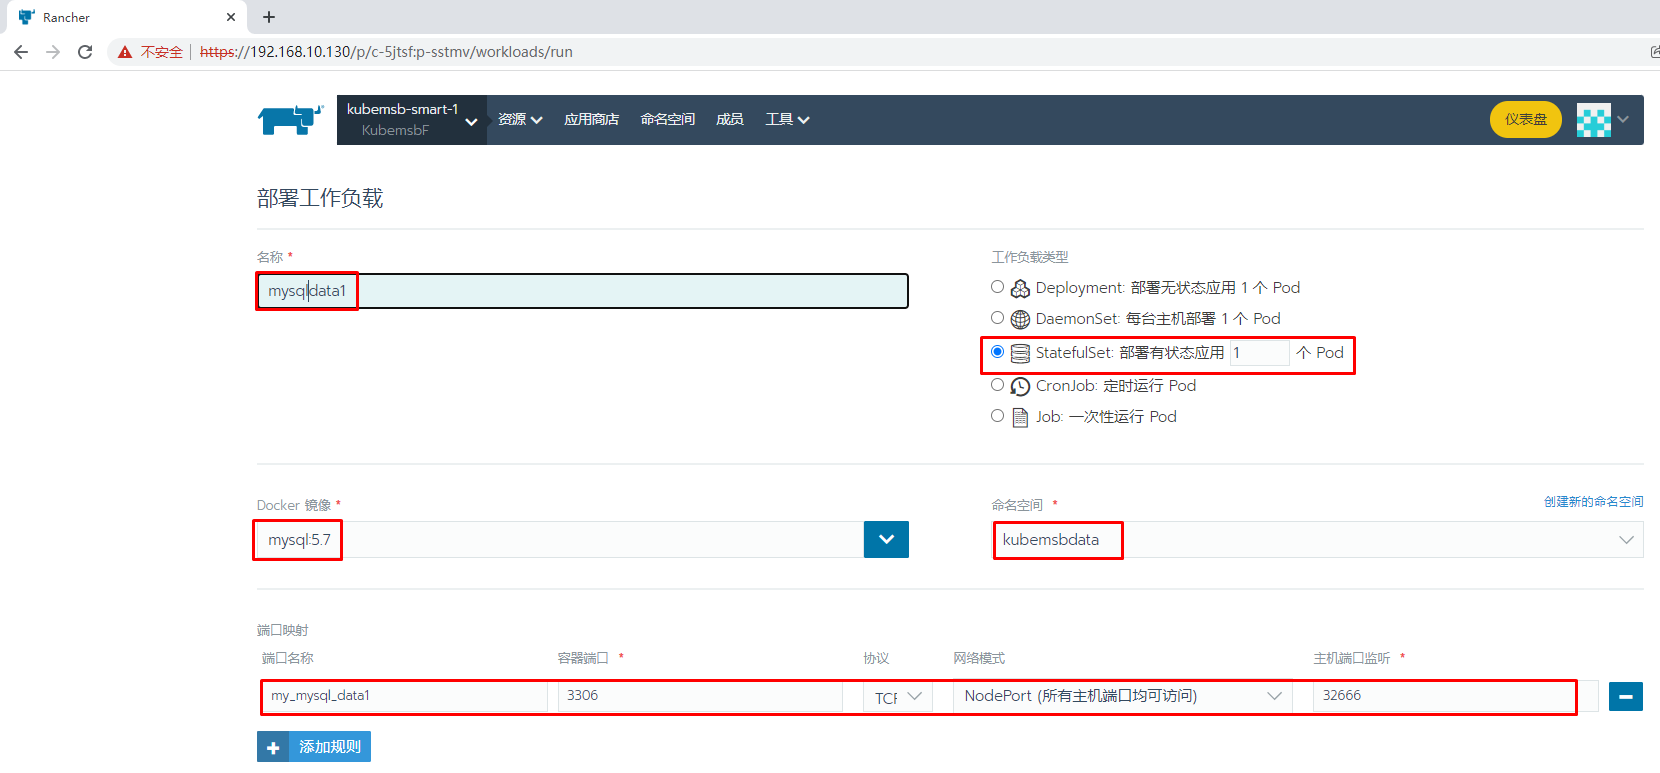 Rancher
不安全 https://192.168.10.130/p/c-5jtsf:p-sstmv/workloads/run
kubemsb-smart-1
KubemsbF
资源 应用商店 命名空间 成员 工具
仪表盘
部署工作负载
名称 *
mysqldata1
工作负载类型
Deployment: 部署无状态应用 1 个 Pod
DaemonSet: 每台主机部署 1 个 Pod
StatefulSet: 部署有状态应用 1 个 Pod
CronJob: 定时运行 Pod
Job: 一次性运行 Pod
Docker 镜像 *
mysql:5.7
命名空间 *
创建新的命名空间
kubemsbdata
端口映射
端口名称 容器端口 * 协议 网络模式 主机端口监听 *
my_mysql_data1 3306 TCP NodePort (所有主机端口均可访问) 32666
添加规则